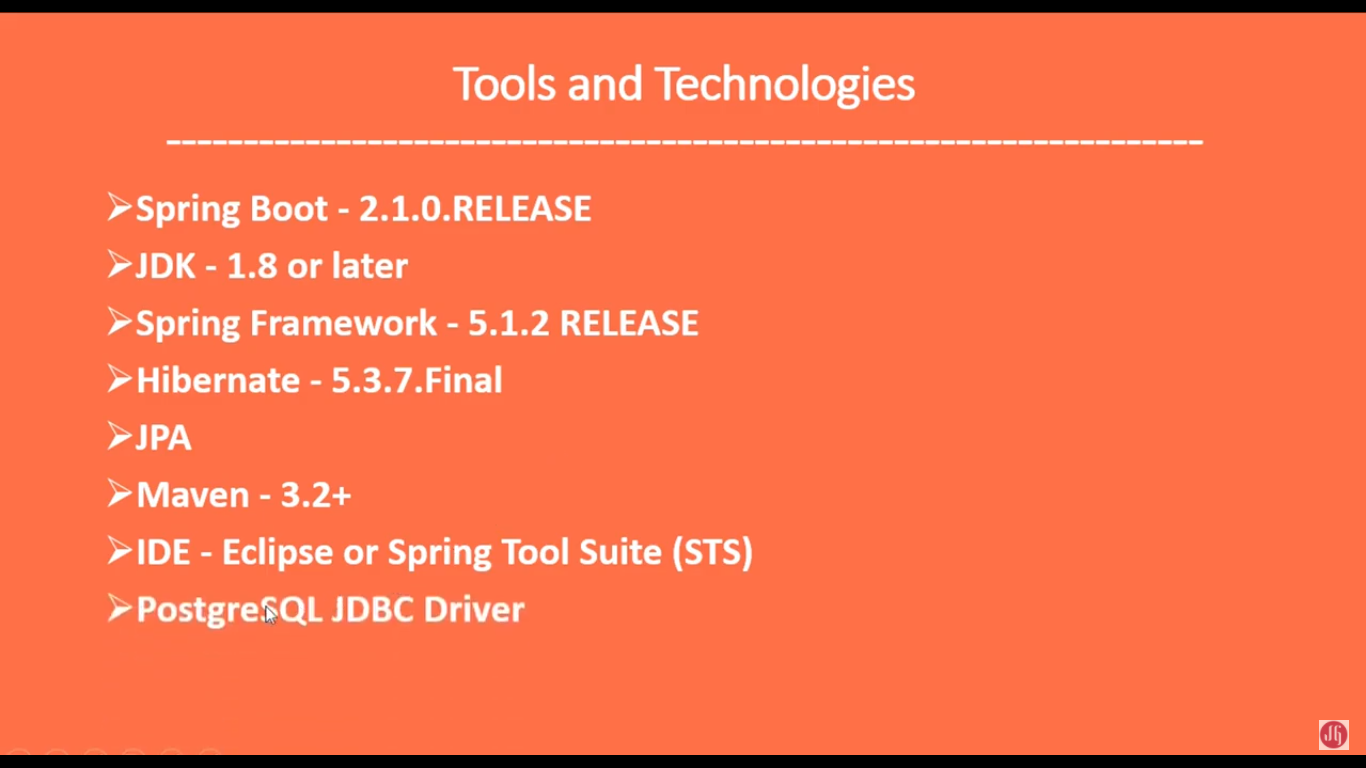 Tools and Technologies
----------------------------------------------------------------------
➢Spring Boot - 2.1.0.RELEASE
➢JDK - 1.8 or later
➢Spring Framework - 5.1.2 RELEASE
➢Hibernate - 5.3.7.Final
➢JPA
➢Maven - 3.2+
➢IDE - Eclipse or Spring Tool Suite (STS)
➢PostgreSQL JDBC Driver
JG